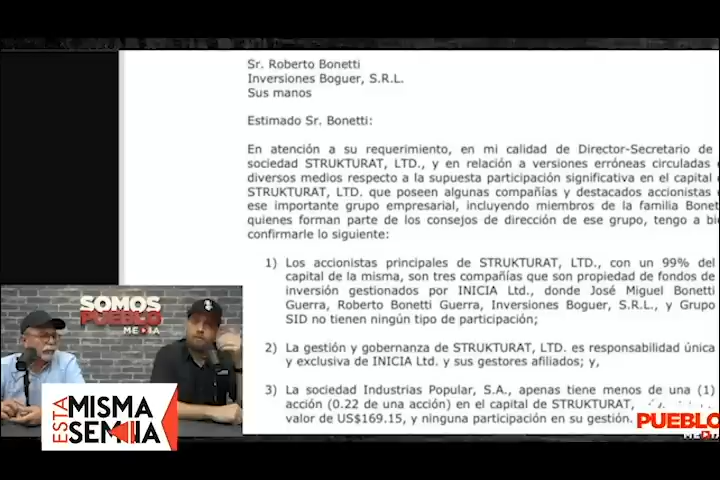 Sr. Roberto Bonetti
Inversiones Boguer, S.R.L.
Sus manos
Estimado Sr. Bonetti:
En atención a su requerimiento, en mi calidad de Director-Secretario de
sociedad STRUKTURAT, LTD., y en relación a versiones erróneas circuladas
diversos medios respecto a la supuesta participación significativa en el capital
STRUKTURAT, LTD. que poseen algunas compañías y destacados accionistas
ese importante grupo empresarial, incluyendo miembros de la familia Bonet
quienes forman parte de los consejos de dirección de ese grupo, tengo a bi
confirmarle lo siguiente:
1) Los accionistas principales de STRUKTURAT, LTD., con un 99% del
capital de la misma, son tres compañías que son propiedad de fondos de
inversión gestionados por INICIA Ltd., donde José Miguel Bonetti
Guerra, Roberto Bonetti Guerra, Inversiones Boguer, S.R.L., y Grupo
SID no tienen ningún tipo de participación;
2) La gestión y gobernanza de STRUKTURAT, LTD. es responsabilidad única
y exclusiva de INICIA Ltd. y sus gestores afiliados; y,
3) La sociedad Industrias Popular, S.A., apenas tiene menos de una (1)
acción (0.22 de una acción) en el capital de STRUKTURAT,
valor de US$169.15, y ninguna participación en su gestión.
SOMOS
PUEBLO
MEDIA
ESTA
MISMA
SEMANA
PUEBLO
MEDIA